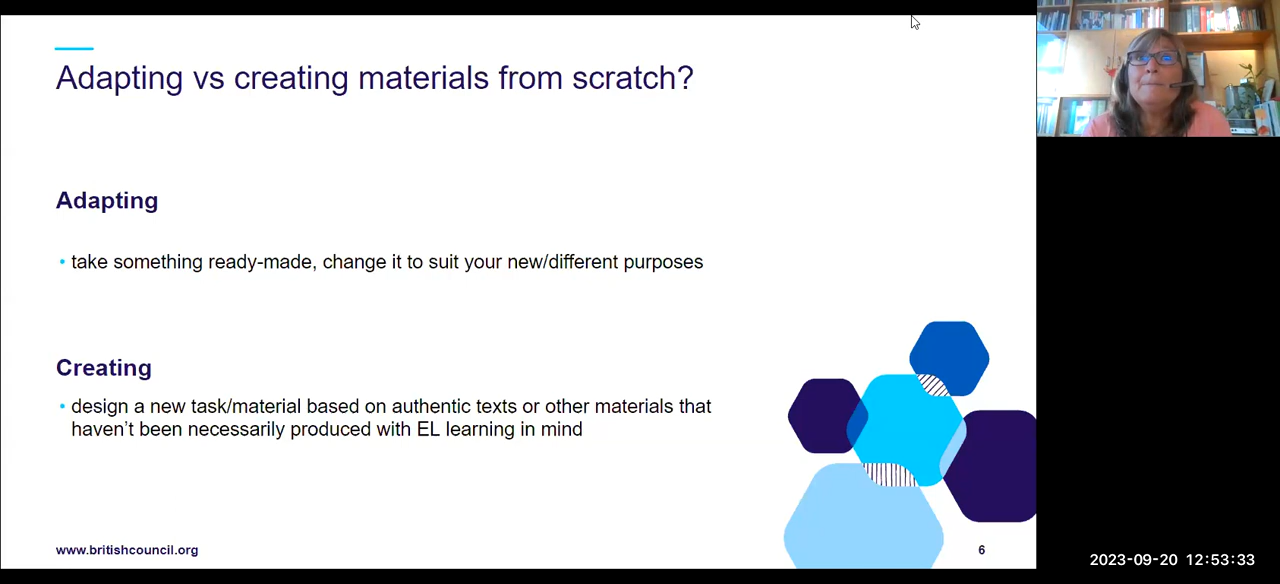 Adapting vs creating materials from scratch?
Adapting
• take something ready-made, change it to suit your new/different purposes
Creating
• design a new task/material based on authentic texts or other materials that
haven’t been necessarily produced with EL learning in mind
www.britishcouncil.org
6
2023-09-20 12:53:33